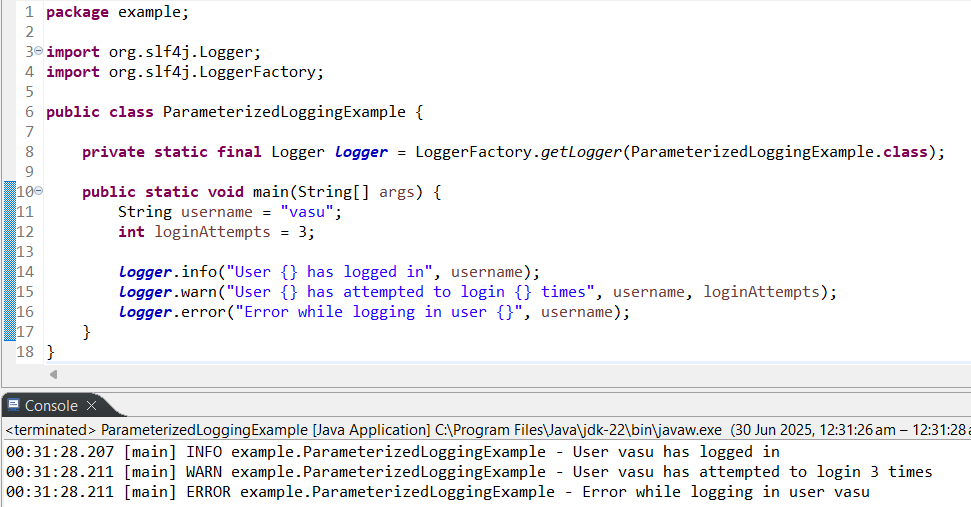 1 package example;
2
3 import org.slf4j.Logger;
4 import org.slf4j.LoggerFactory;
5
6 public class ParameterizedLoggingExample {
7
8     private static final Logger logger = LoggerFactory.getLogger(ParameterizedLoggingExample.class);
9
10     public static void main(String[] args) {
11         String username = "vasu";
12         int loginAttempts = 3;
13
14         logger.info("User {} has logged in", username);
15         logger.warn("User {} has attempted to login {} times", username, loginAttempts);
16         logger.error("Error while logging in user {}", username);
17     }
18 }
Console
<terminated> ParameterizedLoggingExample [Java Application] C:\Program Files\Java\jdk-22\bin\javaw.exe (30 Jun 2025, 12:31:26 am – 12:31:28 a
00:31:28.207 [main] INFO example.ParameterizedLoggingExample - User vasu has logged in
00:31:28.211 [main] WARN example.ParameterizedLoggingExample - User vasu has attempted to login 3 times
00:31:28.211 [main] ERROR example.ParameterizedLoggingExample - Error while logging in user vasu